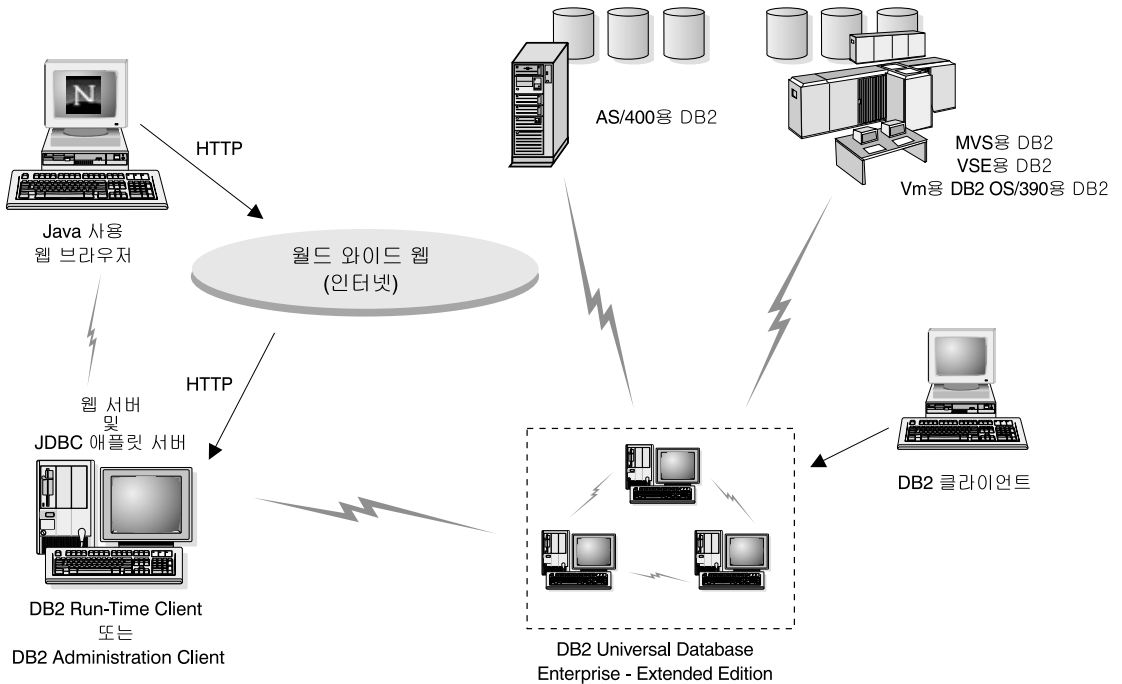 N
HTTP
AS/400용 DB2
MVS용 DB2
VSE용 DB2
Vm용 DB2 OS/390용 DB2
Java 사용
웹 브라우저
월드 와이드 웹
(인터넷)
HTTP
웹 서버
및
JDBC 애플릿 서버
DB2 클라이언트
DB2 Run-Time Client
또는
DB2 Administration Client
DB2 Universal Database
Enterprise - Extended Edition